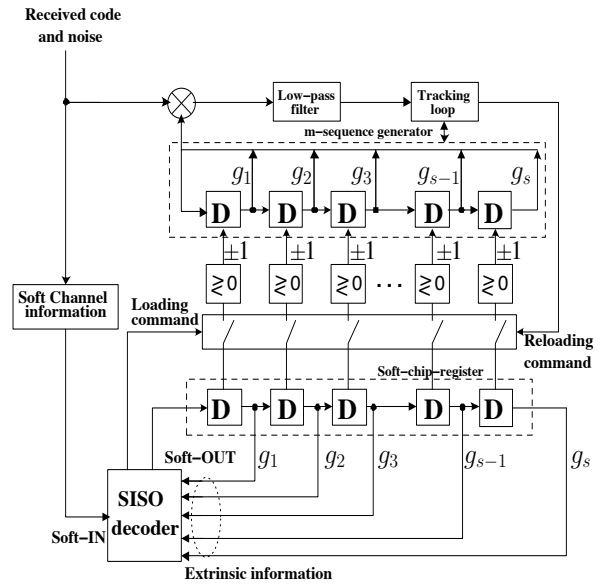 Received code
and noise
Low-pass
filter
Tracking
loop
m-sequence generator
g1 g2 g3 gs-1 gs
D D D D D
±1 ±1 ±1 ±1 ±1
≷0 ≷0 ≷0 ... ≷0 ≷0
Soft Channel
information
Loading
command
Reloading
command
Soft-chip-register
D D D D D
Soft-OUT
g1 g2 g3 gs-1 gs
SISO
decoder
Soft-IN
Extrinsic information